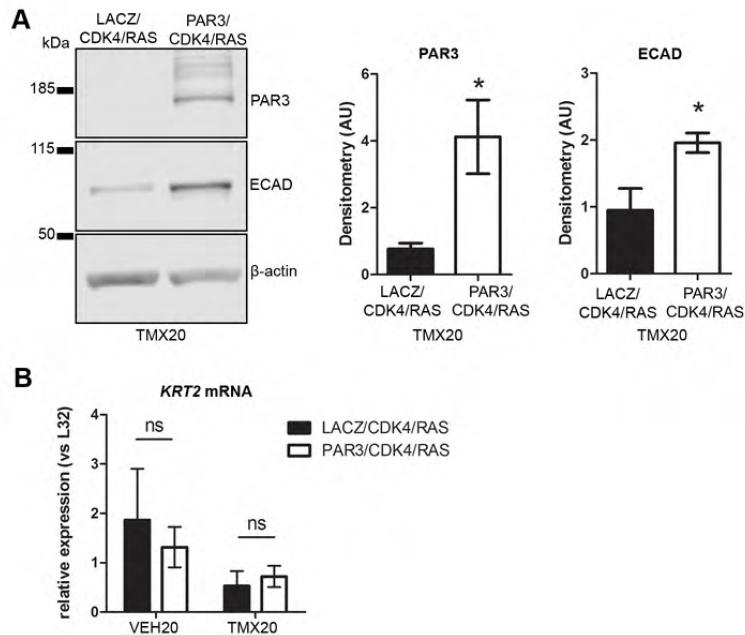 A
LACZ/ CDK4/RAS
PAR3/ CDK4/RAS
kDa
185
115
50
PAR3
ECAD
β-actin
TMX20
PAR3
Densitometry (AU)
6
4
2
0
*
LACZ/ CDK4/RAS
PAR3/ CDK4/RAS
TMX20
ECAD
Densitometry (AU)
3
2
1
0
*
LACZ/ CDK4/RAS
PAR3/ CDK4/RAS
TMX20
B
KRT2 mRNA
relative expression (vs L32)
4
3
2
1
0
ns
ns
VEH20
TMX20
LACZ/CDK4/RAS
PAR3/CDK4/RAS